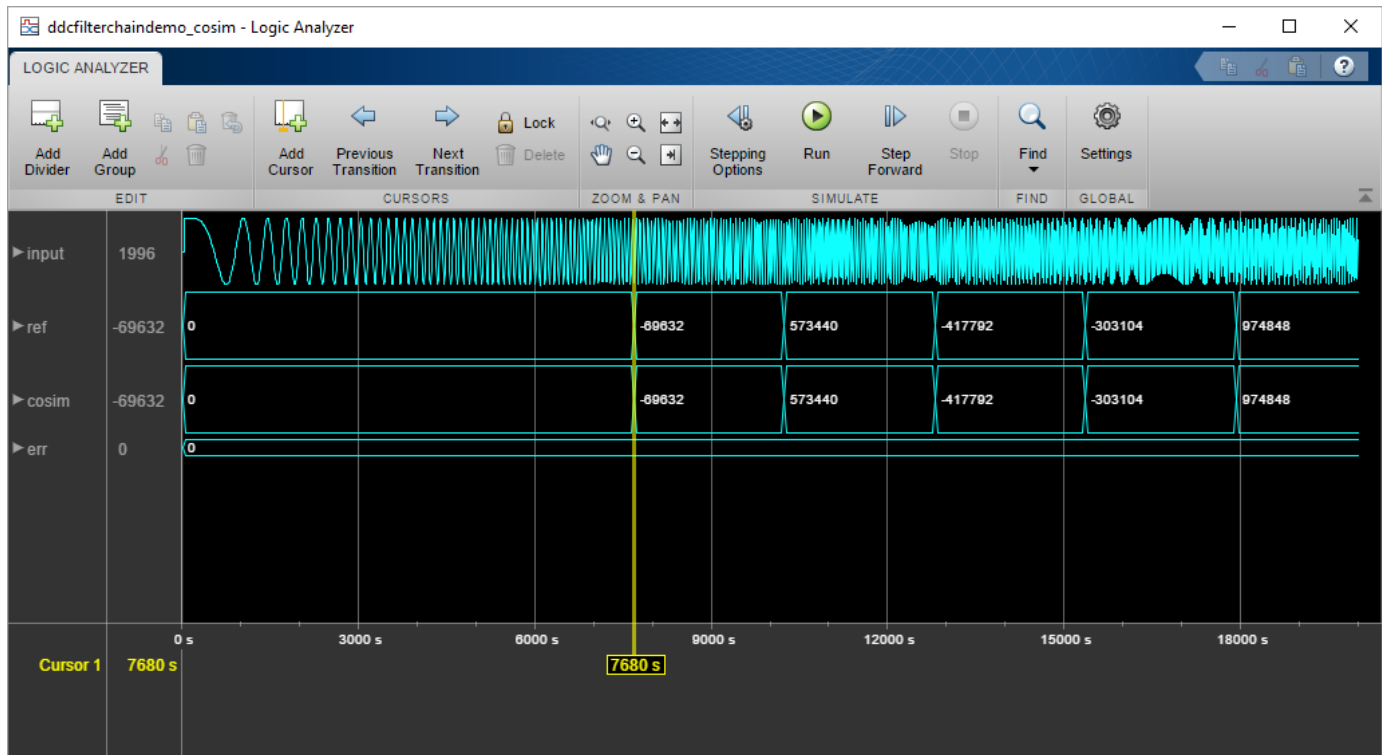 ddcfilterchaindemo_cosim - Logic Analyzer
LOGIC ANALYZER
?
Add Divider
Add Group
Add Cursor
Previous Transition
Next Transition
Lock
Delete
Stepping Options
Run
Step Forward
Stop
Find
Settings
EDIT
CURSORS
ZOOM & PAN
SIMULATE
FIND
GLOBAL
input 1996
ref -69632 0 -69632 573440 -417792 -303104 974848
cosim -69632 0 -69632 573440 -417792 -303104 974848
err 0 0
0 s 3000 s 6000 s 9000 s 12000 s 15000 s 18000 s
Cursor 1 7680 s 7680 s